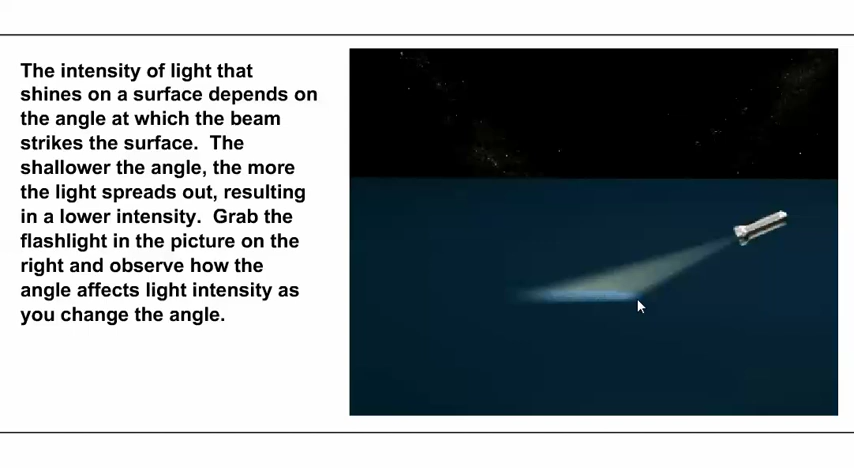 The intensity of light that
shines on a surface depends on
the angle at which the beam
strikes the surface.  The
shallower the angle, the more
the light spreads out, resulting
in a lower intensity.  Grab the
flashlight in the picture on the
right and observe how the
angle affects light intensity as
you change the angle.